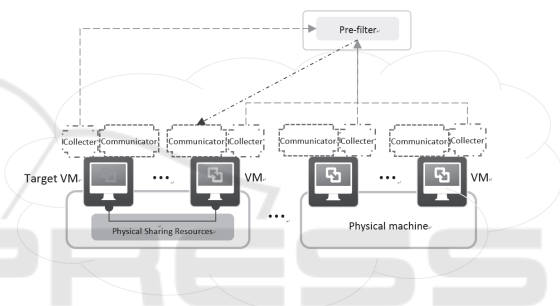 Pre-filter
Collecter Communicator Communicator Collecter Communicator Collecter Communicator Collecter
Target VM ... VM ... VM
Physical Sharing Resources ... Physical machine
PRESS